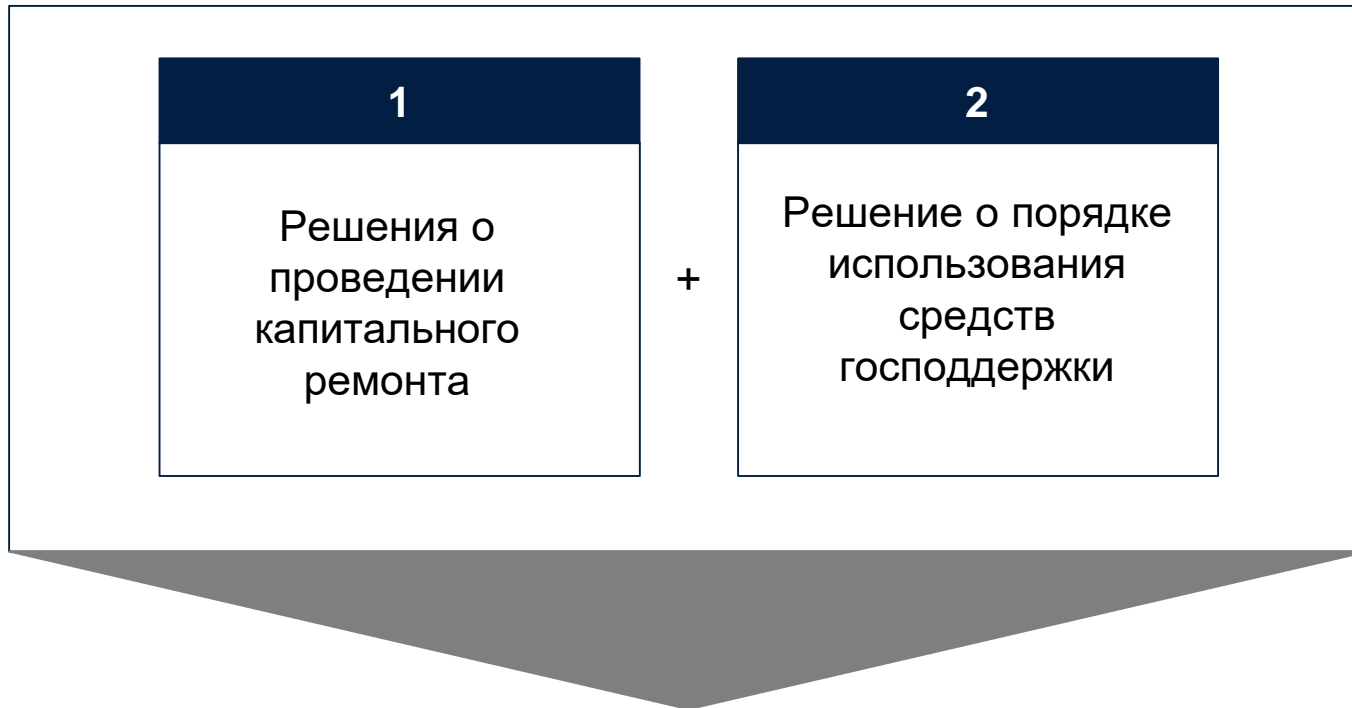 1
Решения о
проведении
капитального
ремонта
+
2
Решение о порядке
использования
средств
господдержки